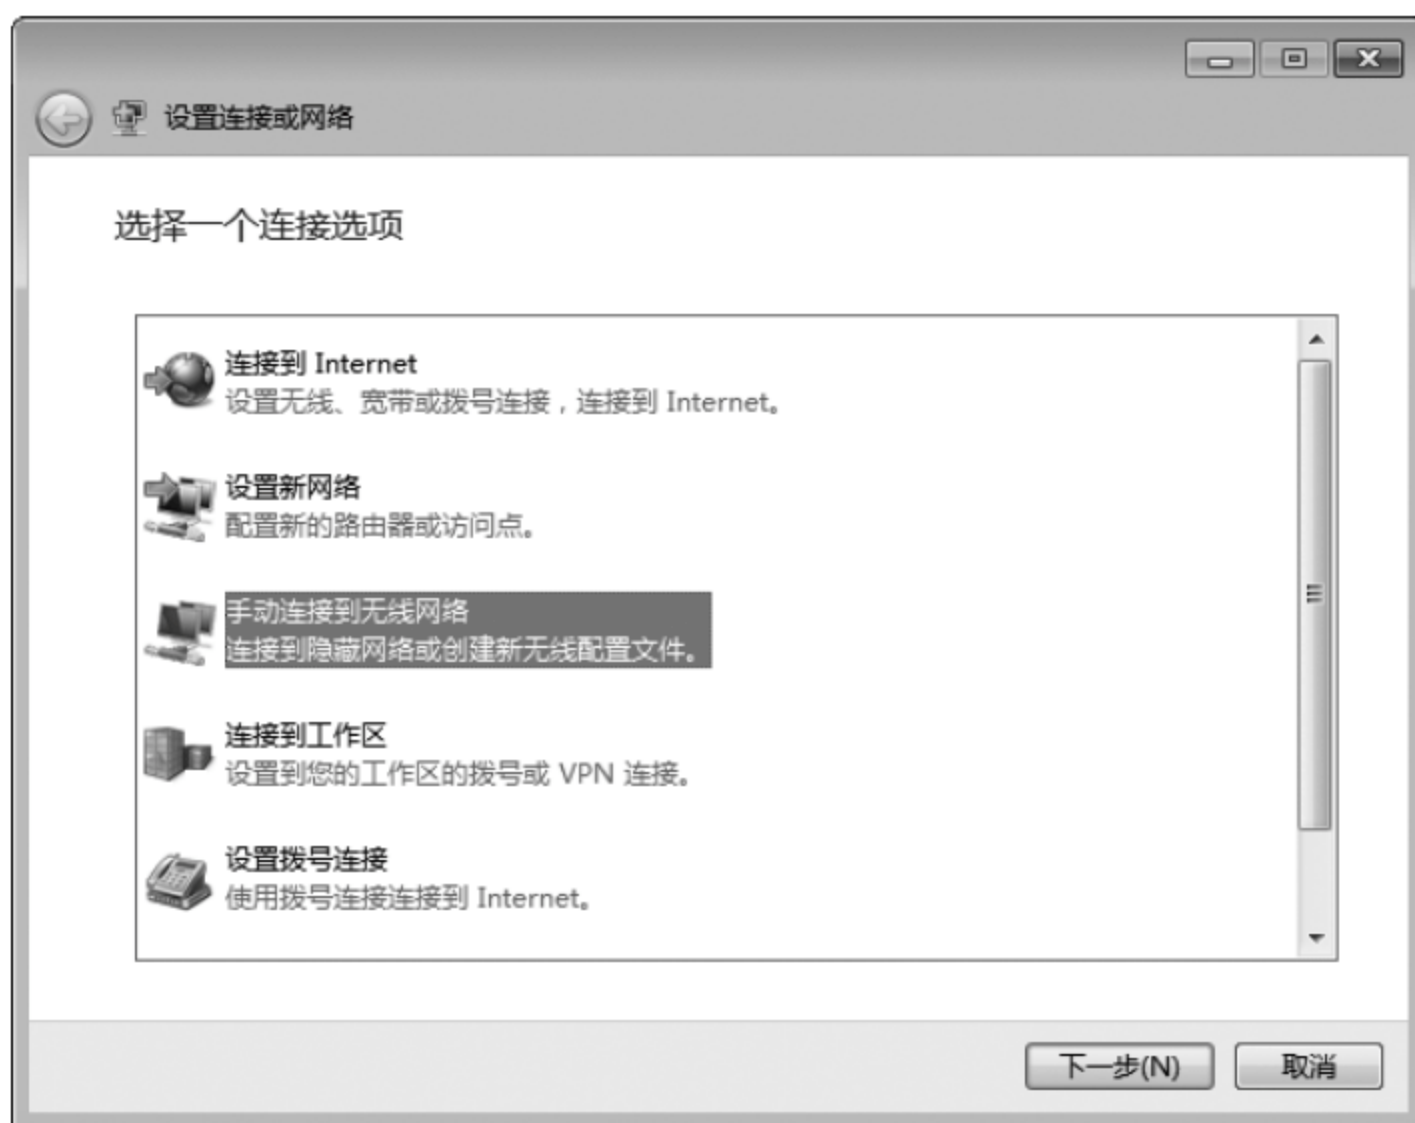 设置连接或网络
选择一个连接选项
连接到 Internet
设置无线、宽带或拨号连接，连接到 Internet。
设置新网络
配置新的路由器或访问点。
手动连接到无线网络
连接到隐藏网络或创建新无线配置文件。
连接到工作区
设置到您的工作区的拨号或 VPN 连接。
设置拨号连接
使用拨号连接连接到 Internet。
下一步(N)
取消